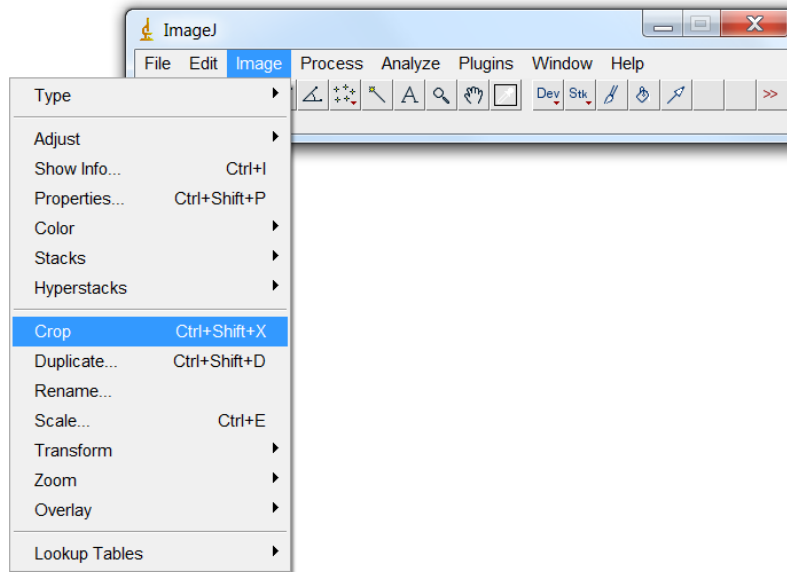 ImageJ
File Edit Image Process Analyze Plugins Window Help
A Dev Stk >>
Type
Adjust
Show Info... Ctrl+I
Properties... Ctrl+Shift+P
Color
Stacks
Hyperstacks
Crop Ctrl+Shift+X
Duplicate... Ctrl+Shift+D
Rename...
Scale... Ctrl+E
Transform
Zoom
Overlay
Lookup Tables